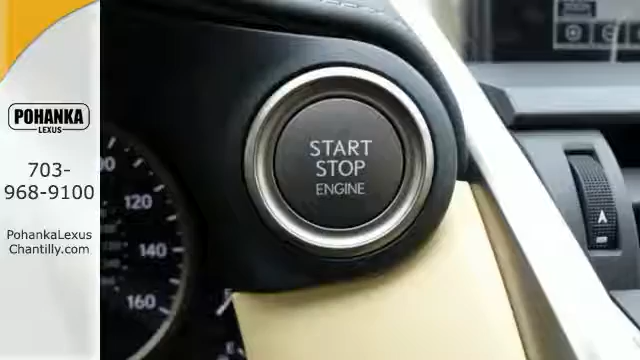 POHANKA
LEXUS
703-
968-9100
PohankaLexus
Chantilly.com
START
STOP
ENGINE
120
140
160
F